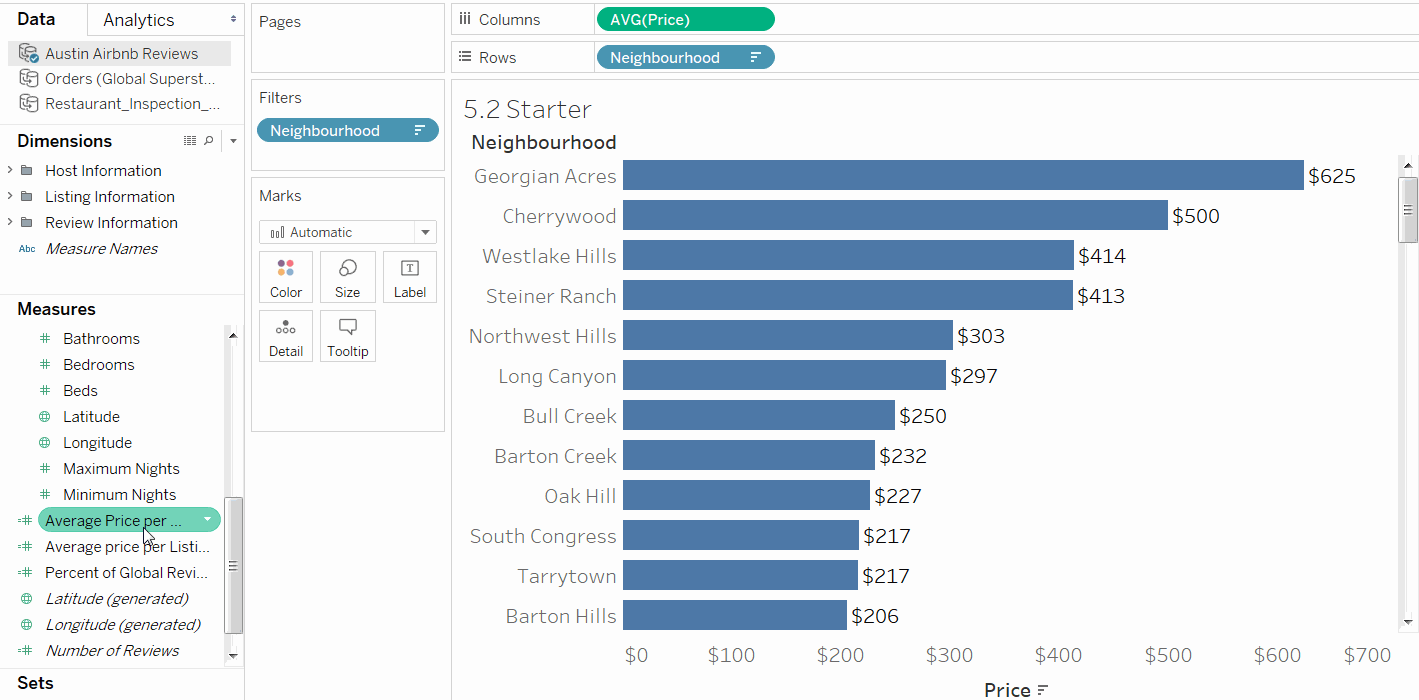 Data
Analytics
Austin Airbnb Reviews
Orders (Global Superst...
Restaurant_Inspection_...
Dimensions
Host Information
Listing Information
Review Information
Abc Measure Names
Measures
Bathrooms
Bedrooms
Beds
Latitude
Longitude
Maximum Nights
Minimum Nights
Average Price per ...
Average price per Listi...
Percent of Global Revi...
Latitude (generated)
Longitude (generated)
Number of Reviews
Sets
Pages
Filters
Neighbourhood
Marks
Automatic
Color
Size
Label
Detail
Tooltip
Columns
AVG(Price)
Rows
Neighbourhood
5.2 Starter
Neighbourhood
Georgian Acres $625
Cherrywood $500
Westlake Hills $414
Steiner Ranch $413
Northwest Hills $303
Long Canyon $297
Bull Creek $250
Barton Creek $232
Oak Hill $227
South Congress $217
Tarrytown $217
Barton Hills $206
$0 $100 $200 $300 $400 $500 $600 $700
Price